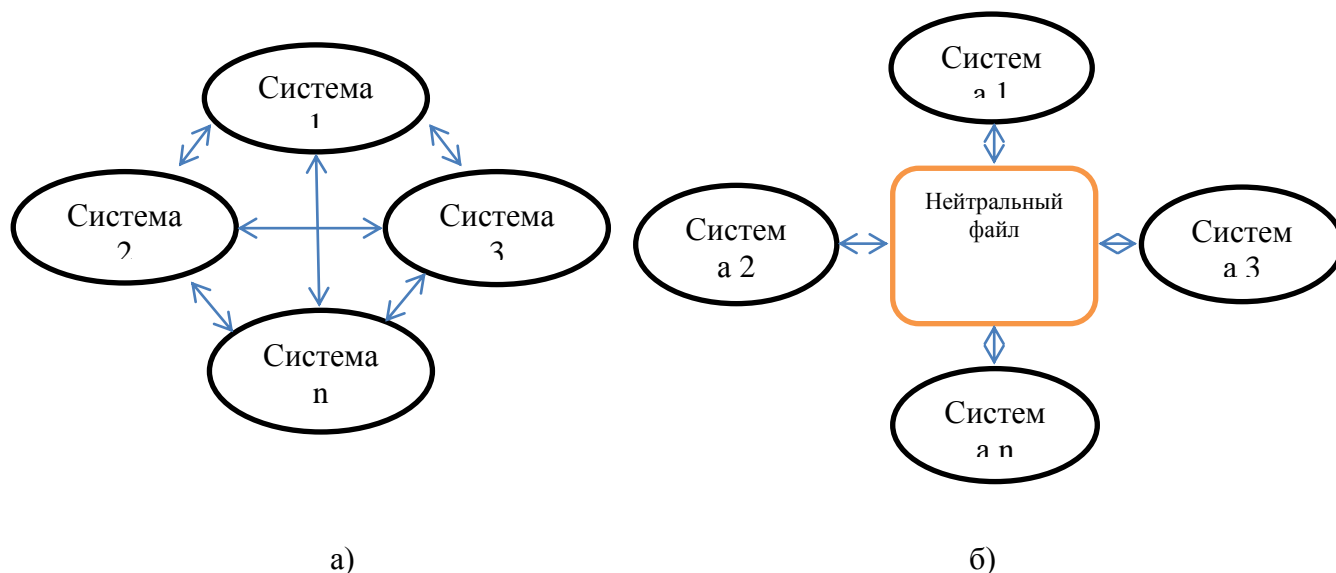 Система
1
Система
2
Система
3
Система
n
а)
Систем
а 1
Систем
а 2
Нейтральный
файл
Систем
а 3
Систем
а n
б)